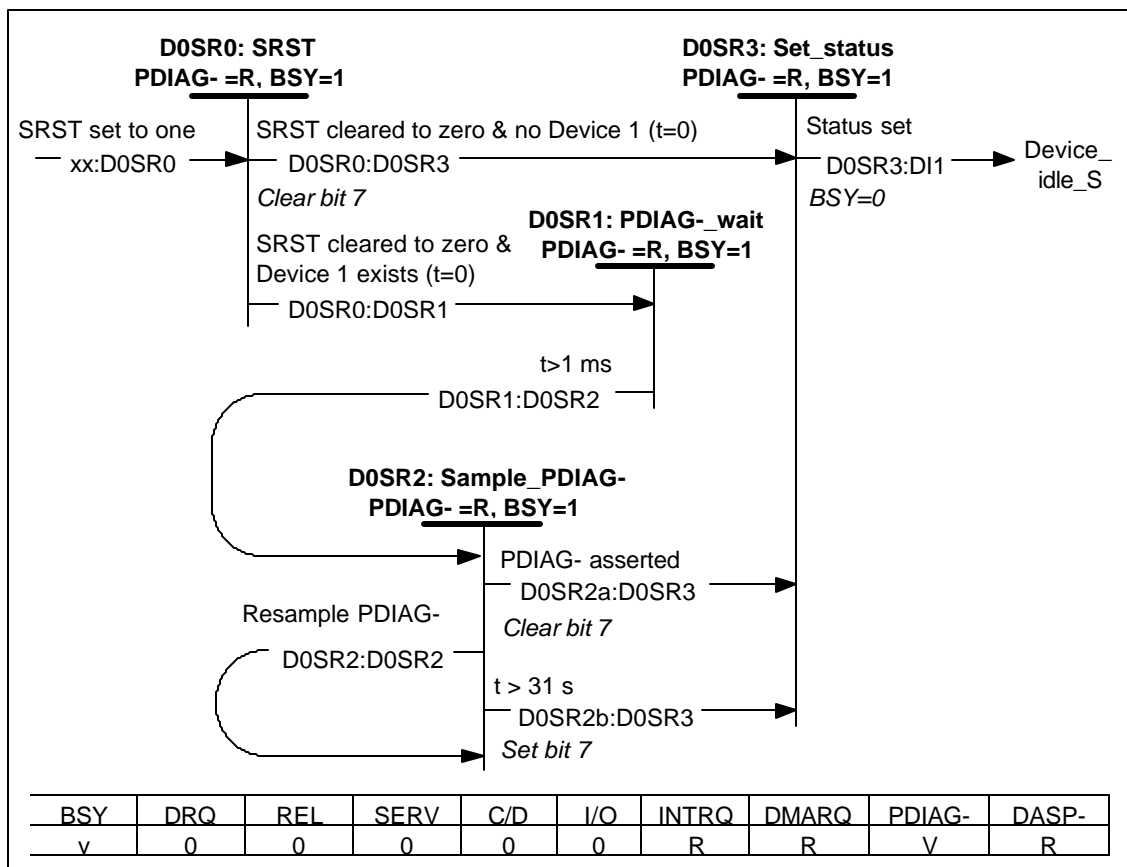 D0SR0: SRST
PDIAG- =R, BSY=1
D0SR3: Set_status
PDIAG- =R, BSY=1
SRST set to one
xx:D0SR0
SRST cleared to zero & no Device 1 (t=0)
D0SR0:D0SR3
Clear bit 7
Status set
D0SR3:DI1
BSY=0
Device_
idle_S
D0SR1: PDIAG-_wait
PDIAG- =R, BSY=1
SRST cleared to zero &
Device 1 exists (t=0)
D0SR0:D0SR1
t>1 ms
D0SR1:D0SR2
D0SR2: Sample_PDIAG-
PDIAG- =R, BSY=1
PDIAG- asserted
D0SR2a:D0SR3
Clear bit 7
Resample PDIAG-
D0SR2:D0SR2
t > 31 s
D0SR2b:D0SR3
Set bit 7
BSY DRQ REL SERV C/D I/O INTRQ DMARQ PDIAG- DASP-
v 0 0 0 0 0 R R V R